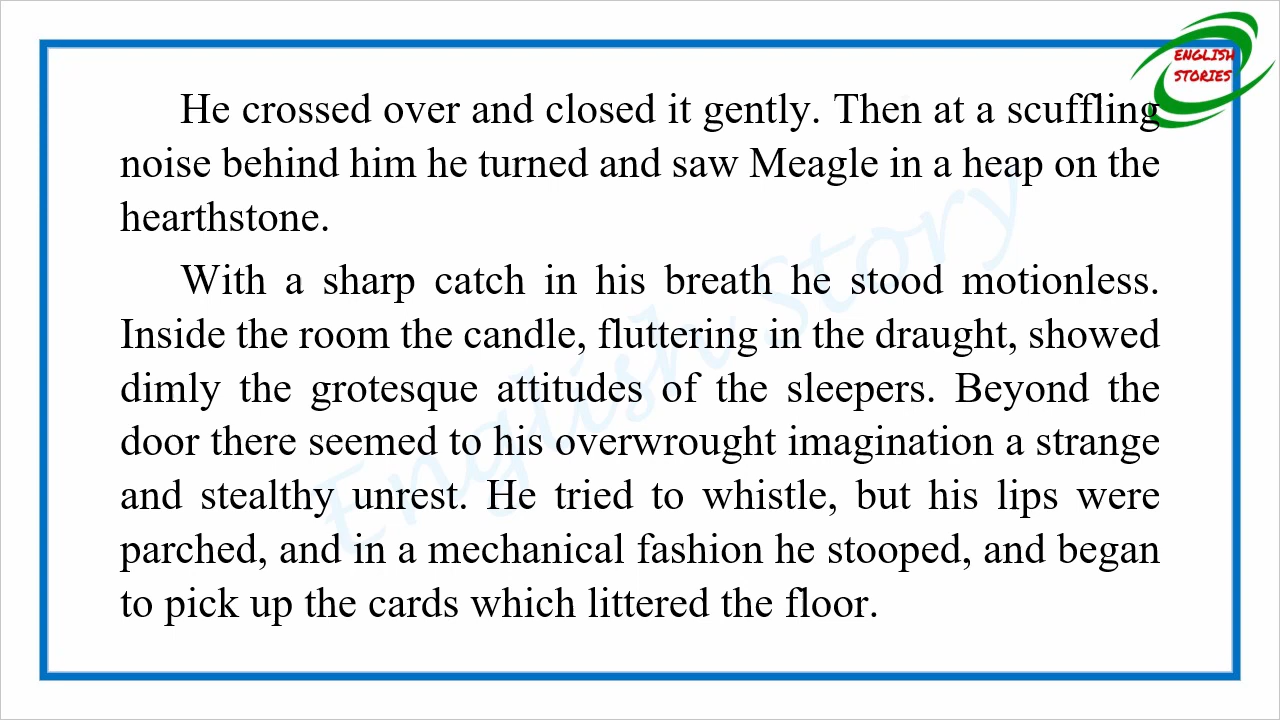 ENGLISH
STORIES
He crossed over and closed it gently. Then at a scuffling
noise behind him he turned and saw Meagle in a heap on the
hearthstone.
With a sharp catch in his breath he stood motionless.
Inside the room the candle, fluttering in the draught, showed
dimly the grotesque attitudes of the sleepers. Beyond the
door there seemed to his overwrought imagination a strange
and stealthy unrest. He tried to whistle, but his lips were
parched, and in a mechanical fashion he stooped, and began
to pick up the cards which littered the floor.
English Story